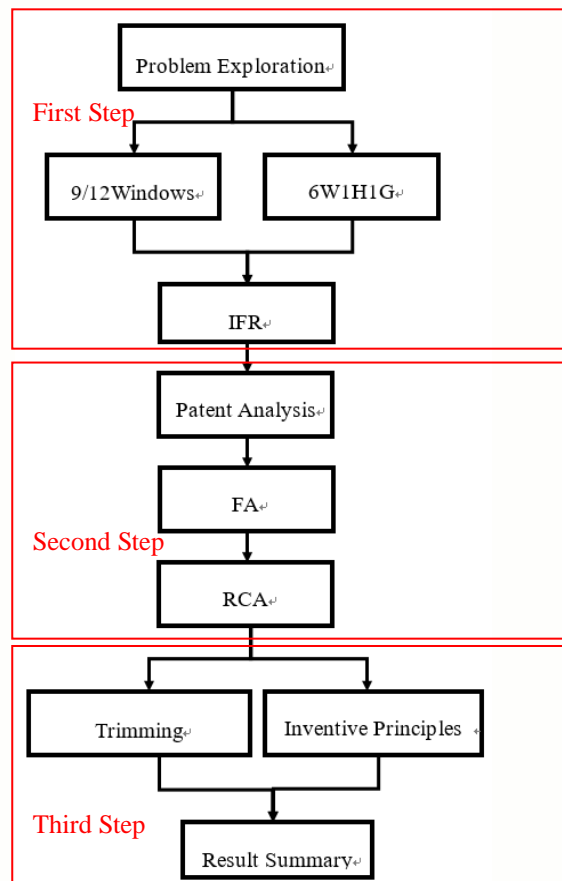 Problem Exploration↵
First Step
9/12Windows↵
6W1H1G↵
IFR↵
Patent Analysis↵
FA↵
Second Step
RCA↵
Trimming↵
Inventive Principles ↵
Third Step
Result Summary↵